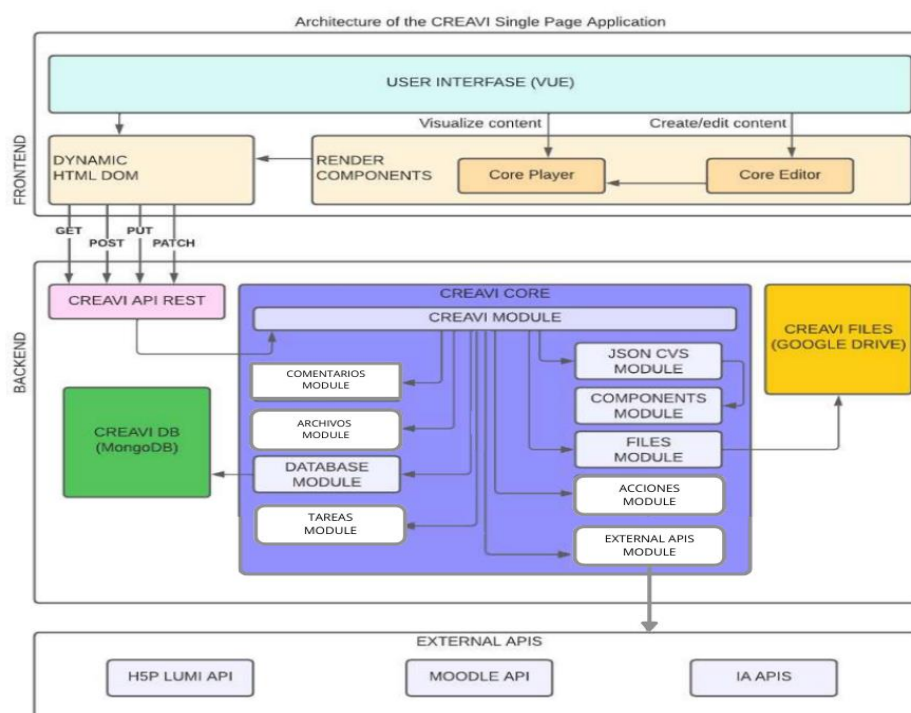 Architecture of the CREAVI Single Page Application
FRONTEND
USER INTERFASE (VUE)
Visualize content
Create/edit content
DYNAMIC
HTML DOM
RENDER
COMPONENTS
Core Player
Core Editor
GET
POST
PUT
PATCH
BACKEND
CREAVI API REST
CREAVI CORE
CREAVI MODULE
COMENTARIOS
MODULE
ARCHIVOS
MODULE
DATABASE
MODULE
TAREAS
MODULE
JSON CVS
MODULE
COMPONENTS
MODULE
FILES
MODULE
ACCIONES
MODULE
EXTERNAL APIS
MODULE
CREAVI FILES
(GOOGLE DRIVE)
CREAVI DB
(MongoDB)
EXTERNAL APIS
H5P LUMI API
MOODLE API
IA APIS